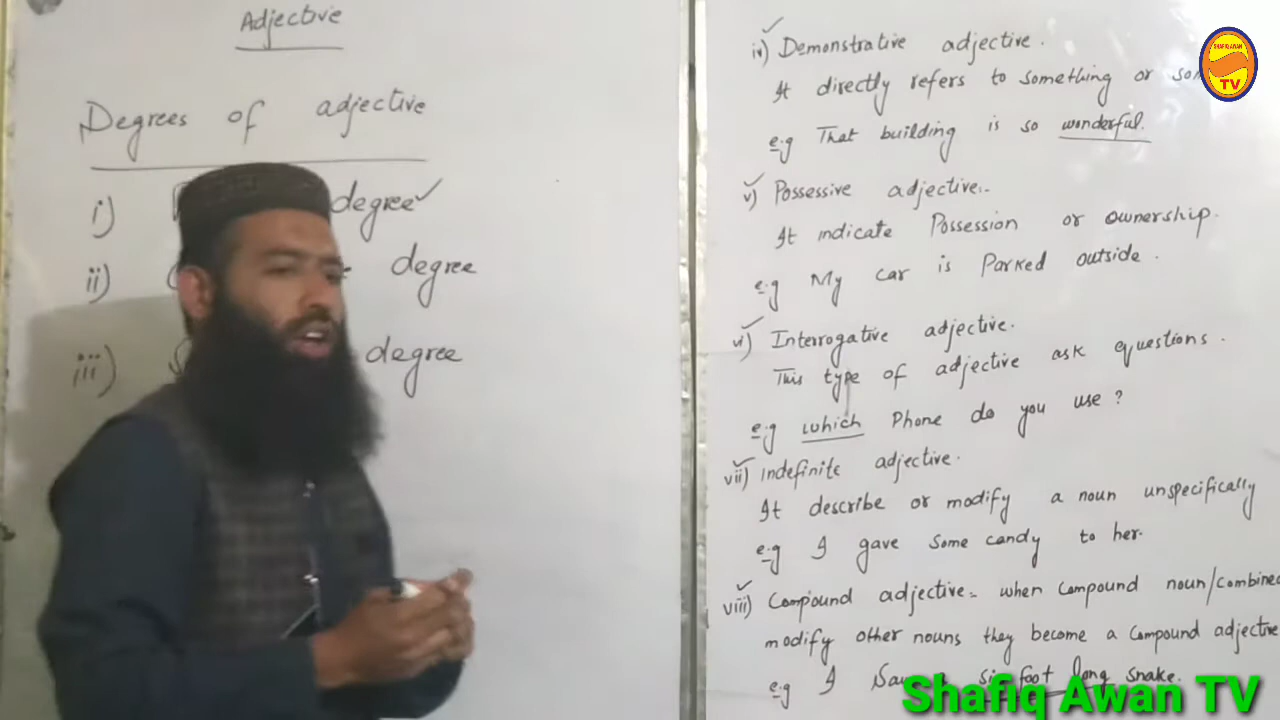 Adjective
Degrees of adjective
i) degree
ii) degree
iii) S degree
iv) Demonstrative adjective.
It directly refers to something or
e.g That building is so wonderful.
v) Possessive adjective:-
It indicate Possession or ownership.
e.g My car is Parked outside.
vi) Interrogative adjective.
This type of adjective ask questions.
e.g which Phone do you use?
vii) indefinite adjective.
It describe or modify a noun unspecifically
e.g I gave some candy to her.
viii) Compound adjective:- when compound noun/combined
modify other nouns they become a compound adjective
e.g I Saw six foot long snake.
SHAFIQ AWAN
TV
Shafiq Awan TV